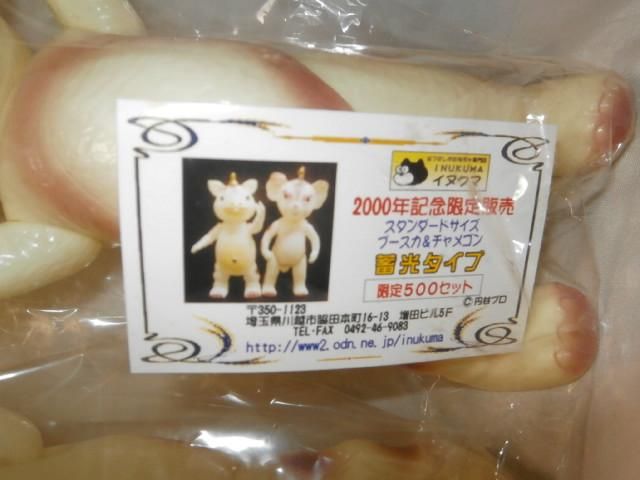 INUKUMA
イヌクマ
2000年記念限定販売
スタンダードサイズ
ブースカ&チャメゴン
蓄光タイプ
限定500セット
©円谷プロ
〒350-1123
埼玉県川越市脇田本町16-13 増田ビル5F
TEL・FAX 0492-46-9083
http://www2.odn.ne.jp/inukuma